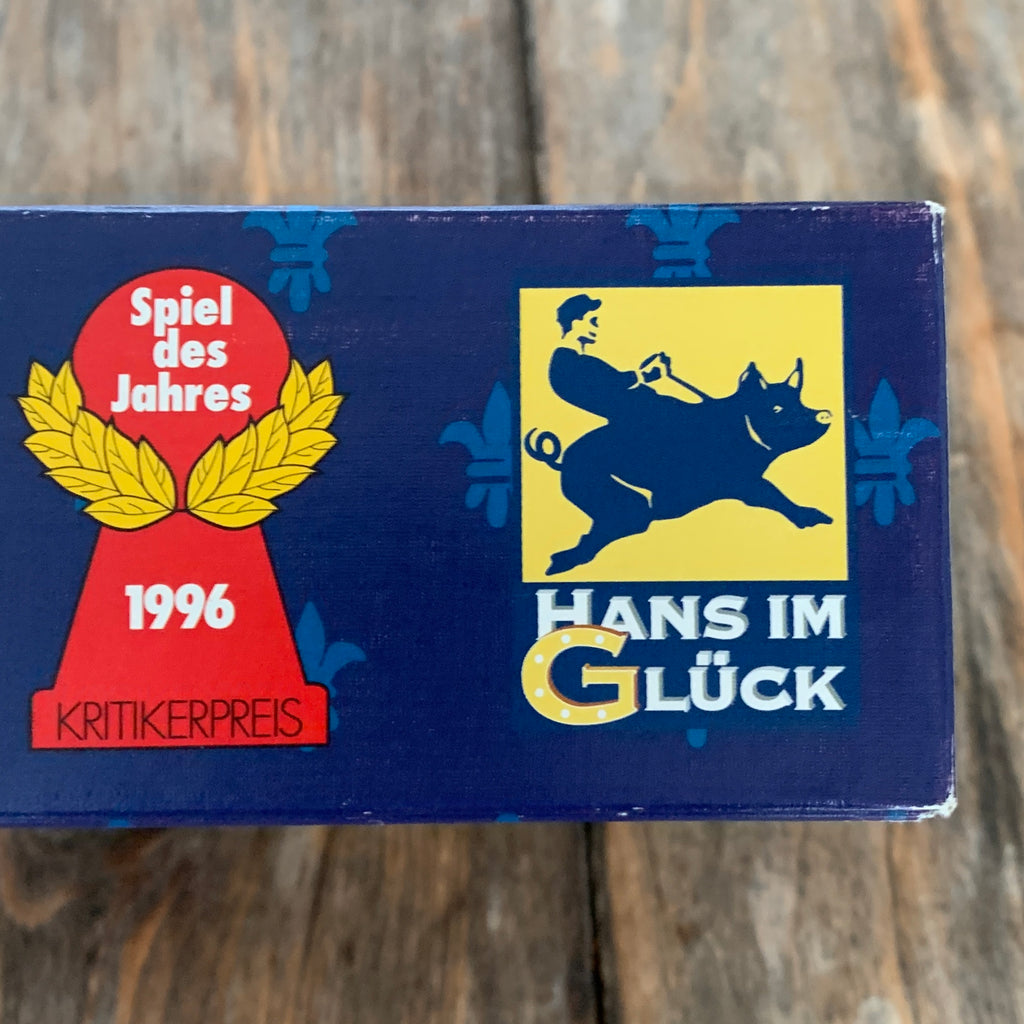 Spiel
des
Jahres
1996
KRITIKERPREIS
HANS IM
GLÜCK